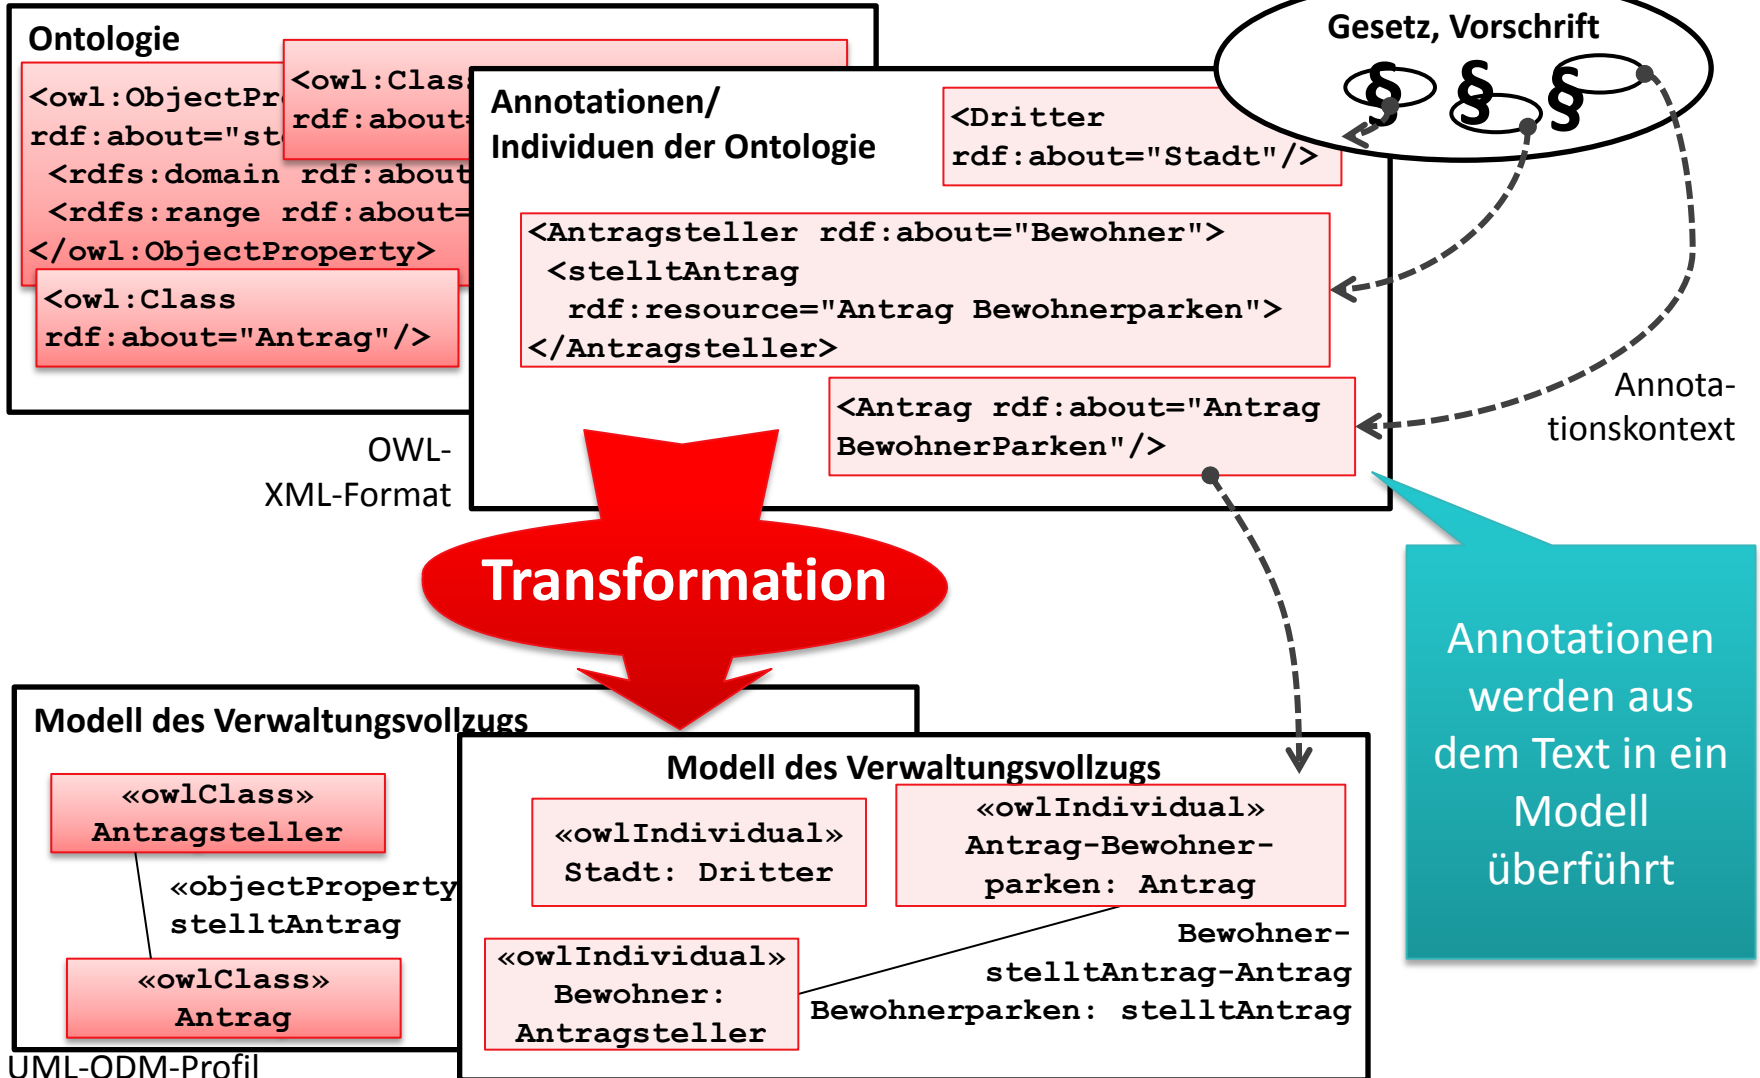 Ontologie
<owl:ObjectPr
rdf:about="st
<rdfs:domain rdf:about
<rdfs:range rdf:about=
</owl:ObjectProperty>
<owl:Clas
rdf:about=
<owl:Class
rdf:about="Antrag"/>
OWL-
XML-Format
Annotationen/
Individuen der Ontologie
<Dritter
rdf:about="Stadt"/>
<Antragsteller rdf:about="Bewohner">
<stelltAntrag
rdf:resource="Antrag Bewohnerparken">
</Antragsteller>
<Antrag rdf:about="Antrag
BewohnerParken"/>
Gesetz, Vorschrift
§ § §
Annota-
tionskontext
Transformation
Annotationen
werden aus
dem Text in ein
Modell
überführt
Modell des Verwaltungsvollzugs
«owlClass»
Antragsteller
«objectProperty
stelltAntrag
«owlClass»
Antrag
UML-ODM-Profil
Modell des Verwaltungsvollzugs
«owlIndividual»
Stadt: Dritter
«owlIndividual»
Antrag-Bewohner-
parken: Antrag
«owlIndividual»
Bewohner:
Antragsteller
Bewohner-
stelltAntrag-Antrag
Bewohnerparken: stelltAntrag